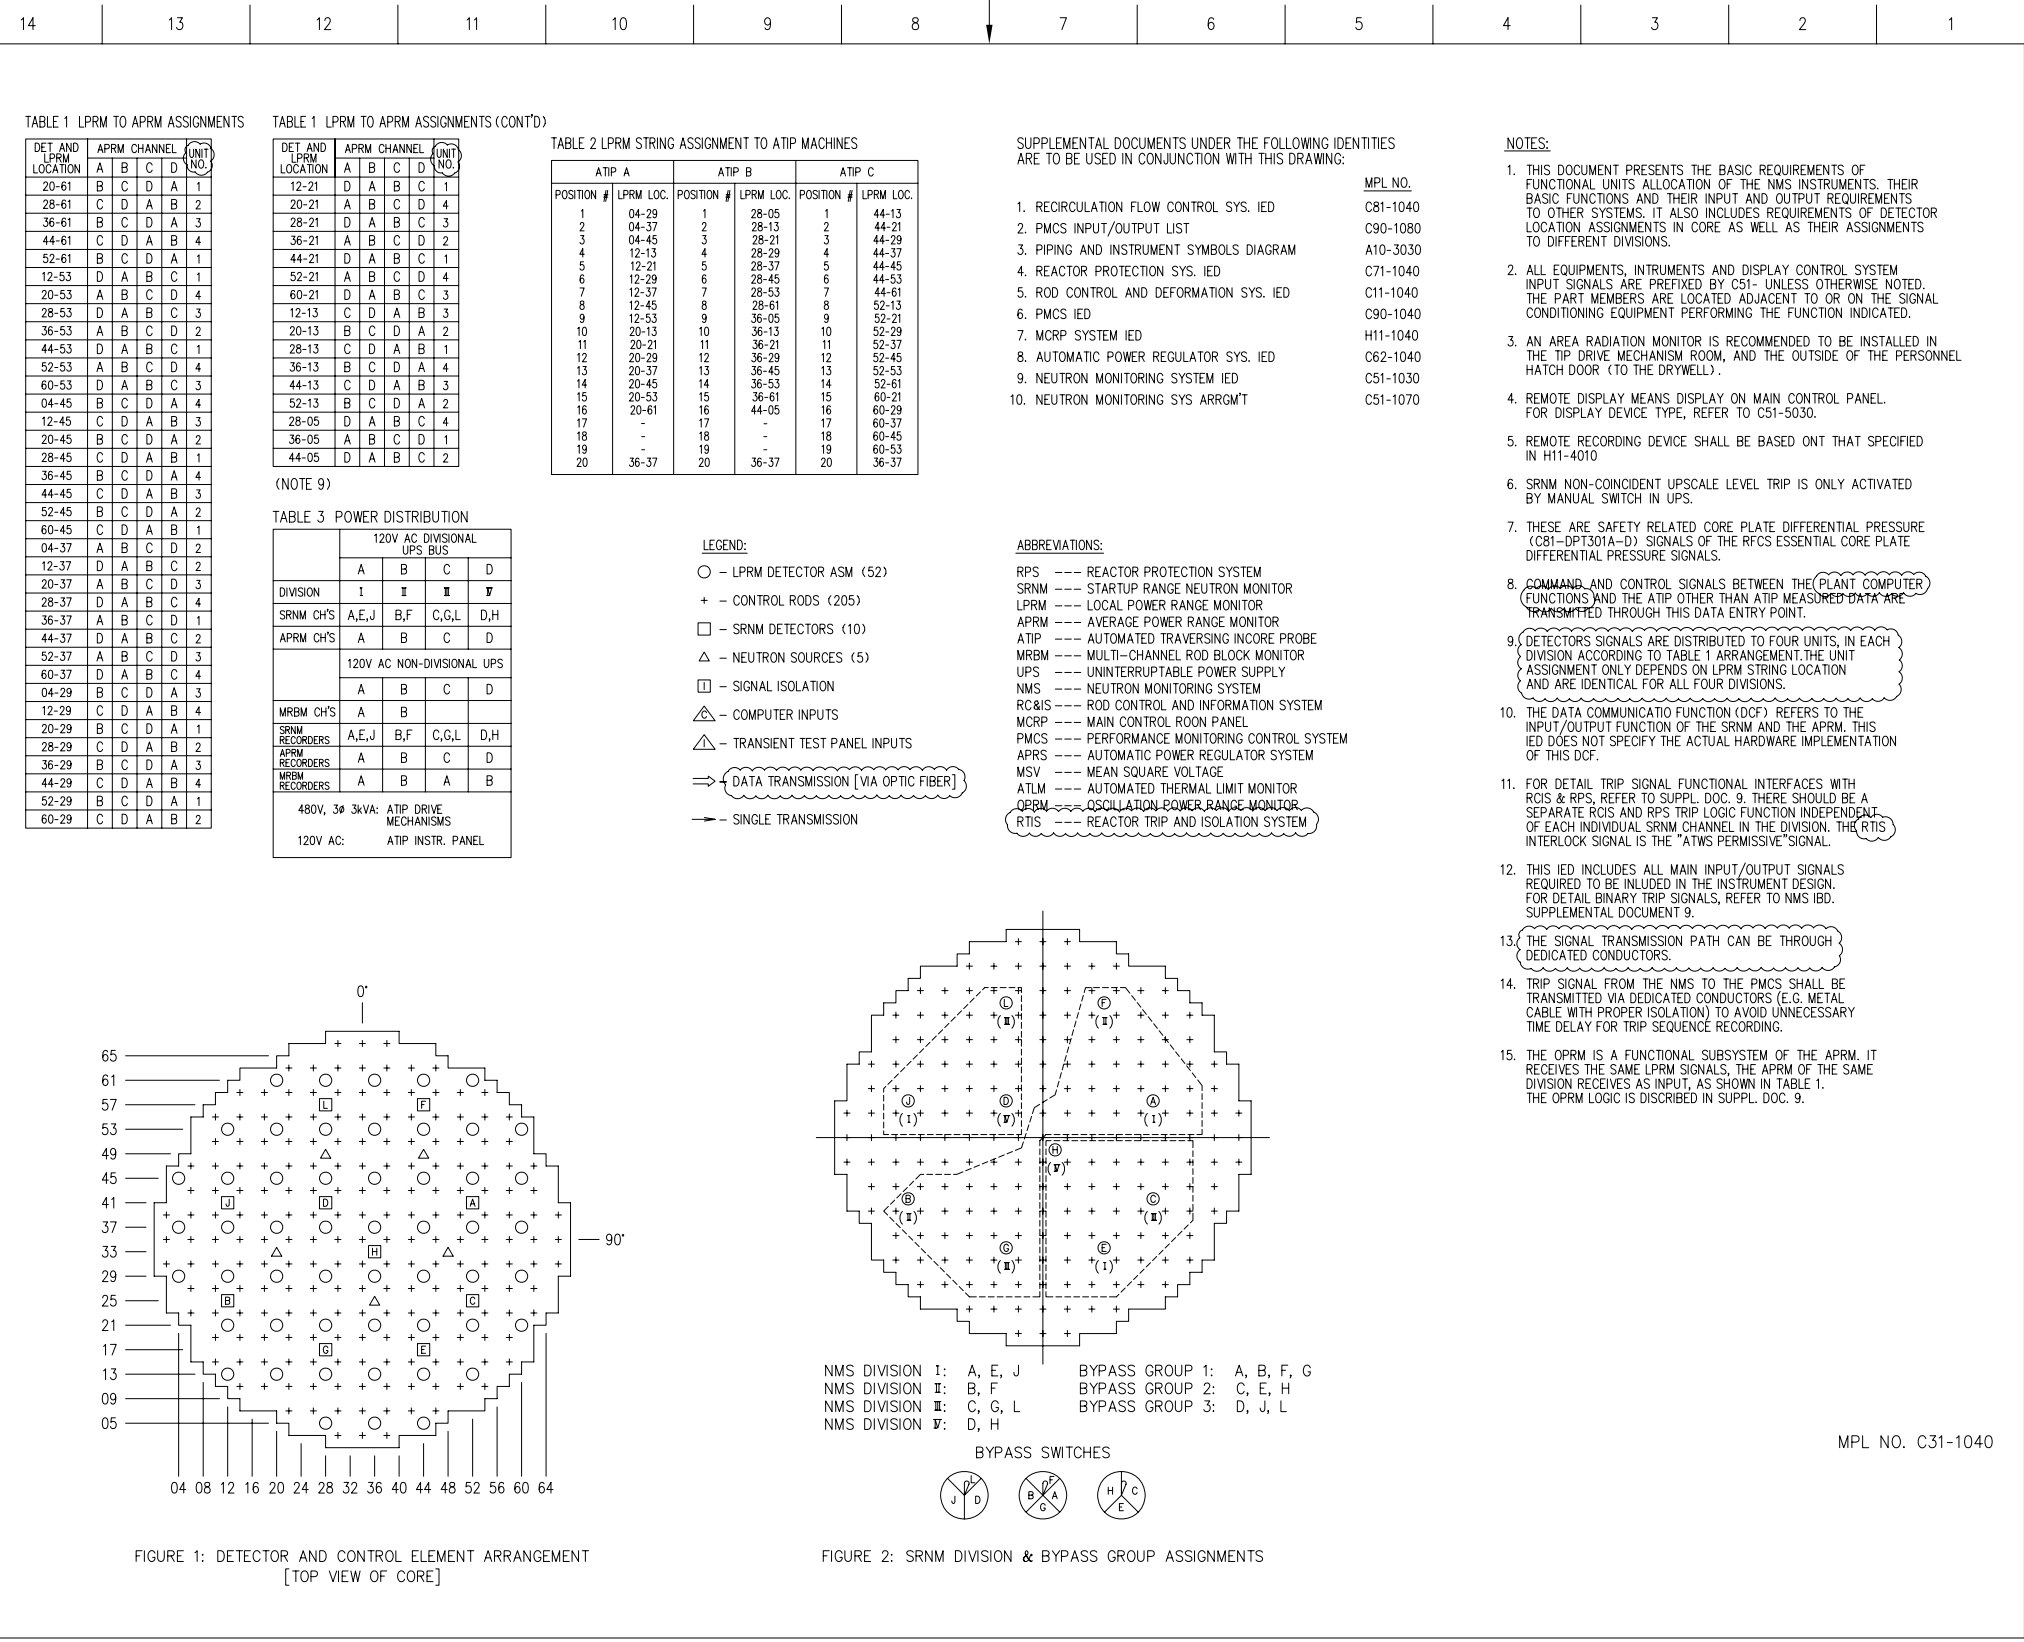 14 13 12 11 10 9 8 7 6 5 4 3 2 1
TABLE 1 LPRM TO APRM ASSIGNMENTS
DET AND LPRM LOCATION APRM CHANNEL UNIT NO.
A B C D
20-61 B C D A 1
28-61 C D A B 2
36-61 B C D A 3
44-61 C D A B 4
52-61 B C D A 1
12-53 D A B C 1
20-53 A B C D 4
28-53 D A B C 3
36-53 A B C D 2
44-53 D A B C 1
52-53 A B C D 4
60-53 D A B C 3
04-45 B C D A 4
12-45 C D A B 3
20-45 B C D A 2
28-45 C D A B 1
36-45 B C D A 4
44-45 C D A B 3
52-45 B C D A 2
60-45 C D A B 1
04-37 A B C D 2
12-37 D A B C 2
20-37 A B C D 3
28-37 D A B C 4
36-37 A B C D 1
44-37 D A B C 2
52-37 A B C D 3
60-37 D A B C 4
04-29 B C D A 3
12-29 C D A B 4
20-29 B C D A 1
28-29 C D A B 2
36-29 B C D A 3
44-29 C D A B 4
52-29 B C D A 1
60-29 C D A B 2
TABLE 1 LPRM TO APRM ASSIGNMENTS (CONT'D)
DET AND LPRM LOCATION APRM CHANNEL UNIT NO.
A B C D
12-21 D A B C 1
20-21 A B C D 4
28-21 D A B C 3
36-21 A B C D 2
44-21 D A B C 1
52-21 A B C D 4
60-21 D A B C 3
12-13 C D A B 3
20-13 B C D A 2
28-13 C D A B 1
36-13 B C D A 4
44-13 C D A B 3
52-13 B C D A 2
28-05 D A B C 4
36-05 A B C D 1
44-05 D A B C 2
(NOTE 9)
TABLE 3 POWER DISTRIBUTION
120V AC DIVISIONAL
UPS BUS
A B C D
DIVISION I II III IV
SRNM CH'S A,E,J B,F C,G,L D,H
APRM CH'S A B C D
120V AC NON-DIVISIONAL UPS
A B C D
MRBM CH'S A B
SRNM RECORDERS A,E,J B,F C,G,L D,H
APRM RECORDERS A B C D
MRBM RECORDERS A B A B
480V, 3ø 3kVA: ATIP DRIVE
MECHANISMS
120V AC: ATIP INSTR. PANEL
TABLE 2 LPRM STRING ASSIGNMENT TO ATIP MACHINES
ATIP A ATIP B ATIP C
POSITION # LPRM LOC. POSITION # LPRM LOC. POSITION # LPRM LOC.
1 04-29 1 28-05 1 44-13
2 04-37 2 28-13 2 44-21
3 04-45 3 28-21 3 44-29
4 12-13 4 28-29 4 44-37
5 12-21 5 28-37 5 44-45
6 12-29 6 28-45 6 44-53
7 12-37 7 28-53 7 44-61
8 12-45 8 28-61 8 52-13
9 12-53 9 36-05 9 52-21
10 20-13 10 36-13 10 52-29
11 20-21 11 36-21 11 52-37
12 20-29 12 36-29 12 52-45
13 20-37 13 36-45 13 52-53
14 20-45 14 36-53 14 52-61
15 20-53 15 36-61 15 60-21
16 20-61 16 44-05 16 60-29
17 - 17 - 17 60-37
18 - 18 - 18 60-45
19 - 19 - 19 60-53
20 36-37 20 36-37 20 36-37
LEGEND:
– LPRM DETECTOR ASM (52)
+ – CONTROL RODS (205)
– SRNM DETECTORS (10)
– NEUTRON SOURCES (5)
I – SIGNAL ISOLATION
C – COMPUTER INPUTS
I – TRANSIENT TEST PANEL INPUTS
– DATA TRANSMISSION [VIA OPTIC FIBER]
– SINGLE TRANSMISSION
SUPPLEMENTAL DOCUMENTS UNDER THE FOLLOWING IDENTITIES
ARE TO BE USED IN CONJUNCTION WITH THIS DRAWING:
MPL NO.
1. RECIRCULATION FLOW CONTROL SYS. IED C81-1040
2. PMCS INPUT/OUTPUT LIST C90-1080
3. PIPING AND INSTRUMENT SYMBOLS DIAGRAM A10-3030
4. REACTOR PROTECTION SYS. IED C71-1040
5. ROD CONTROL AND DEFORMATION SYS. IED C11-1040
6. PMCS IED C90-1040
7. MCRP SYSTEM IED H11-1040
8. AUTOMATIC POWER REGULATOR SYS. IED C62-1040
9. NEUTRON MONITORING SYSTEM IED C51-1030
10. NEUTRON MONITORING SYS ARRGM'T C51-1070
ABBREVIATIONS:
RPS --- REACTOR PROTECTION SYSTEM
SRNM --- STARTUP RANGE NEUTRON MONITOR
LPRM --- LOCAL POWER RANGE MONITOR
APRM --- AVERAGE POWER RANGE MONITOR
ATIP --- AUTOMATED TRAVERSING INCORE PROBE
MRBM --- MULTI-CHANNEL ROD BLOCK MONITOR
UPS --- UNINTERRUPTABLE POWER SUPPLY
NMS --- NEUTRON MONITORING SYSTEM
RC&IS --- ROD CONTROL AND INFORMATION SYSTEM
MCRP --- MAIN CONTROL ROON PANEL
PMCS --- PERFORMANCE MONITORING CONTROL SYSTEM
APRS --- AUTOMATIC POWER REGULATOR SYSTEM
MSV --- MEAN SQUARE VOLTAGE
ATLM --- AUTOMATED THERMAL LIMIT MONITOR
OPRM --- OSCILLATION POWER RANGE MONITOR
RTIS --- REACTOR TRIP AND ISOLATION SYSTEM
NOTES:
1. THIS DOCUMENT PRESENTS THE BASIC REQUIREMENTS OF
FUNCTIONAL UNITS ALLOCATION OF THE NMS INSTRUMENTS. THEIR
BASIC FUNCTIONS AND THEIR INPUT AND OUTPUT REQUIREMENTS
TO OTHER SYSTEMS. IT ALSO INCLUDES REQUIREMENTS OF DETECTOR
LOCATION ASSIGNMENTS IN CORE AS WELL AS THEIR ASSIGNMENTS
TO DIFFERENT DIVISIONS.
2. ALL EQUIPMENTS, INTRUMENTS AND DISPLAY CONTROL SYSTEM
INPUT SIGNALS ARE PREFIXED BY C51- UNLESS OTHERWISE NOTED.
THE PART MEMBERS ARE LOCATED ADJACENT TO OR ON THE SIGNAL
CONDITIONING EQUIPMENT PERFORMING THE FUNCTION INDICATED.
3. AN AREA RADIATION MONITOR IS RECOMMENDED TO BE INSTALLED IN
THE TIP DRIVE MECHANISM ROOM, AND THE OUTSIDE OF THE PERSONNEL
HATCH DOOR (TO THE DRYWELL).
4. REMOTE DISPLAY MEANS DISPLAY ON MAIN CONTROL PANEL.
FOR DISPLAY DEVICE TYPE, REFER TO C51-5030.
5. REMOTE RECORDING DEVICE SHALL BE BASED ONT THAT SPECIFIED
IN H11-4010
6. SRNM NON-COINCIDENT UPSCALE LEVEL TRIP IS ONLY ACTIVATED
BY MANUAL SWITCH IN UPS.
7. THESE ARE SAFETY RELATED CORE PLATE DIFFERENTIAL PRESSURE
(C81-DPT301A-D) SIGNALS OF THE RFCS ESSENTIAL CORE PLATE
DIFFERENTIAL PRESSURE SIGNALS.
8. COMMAND AND CONTROL SIGNALS BETWEEN THE PLANT COMPUTER
FUNCTIONS AND THE ATIP OTHER THAN ATIP MEASURED DATA ARE
TRANSMITTED THROUGH THIS DATA ENTRY POINT.
9. DETECTORS SIGNALS ARE DISTRIBUTED TO FOUR UNITS, IN EACH
DIVISION ACCORDING TO TABLE 1 ARRANGEMENT.THE UNIT
ASSIGNMENT ONLY DEPENDS ON LPRM STRING LOCATION
AND ARE IDENTICAL FOR ALL FOUR DIVISIONS.
10. THE DATA COMMUNICATIO FUNCTION (DCF) REFERS TO THE
INPUT/OUTPUT FUNCTION OF THE SRNM AND THE APRM. THIS
IED DOES NOT SPECIFY THE ACTUAL HARDWARE IMPLEMENTATION
OF THIS DCF.
11. FOR DETAIL TRIP SIGNAL FUNCTIONAL INTERFACES WITH
RCIS & RPS, REFER TO SUPPL. DOC. 9. THERE SHOULD BE A
SEPARATE RCIS AND RPS TRIP LOGIC FUNCTION INDEPENDENT
OF EACH INDIVIDUAL SRNM CHANNEL IN THE DIVISION. THE RTIS
INTERLOCK SIGNAL IS THE "ATWS PERMISSIVE"SIGNAL.
12. THIS IED INCLUDES ALL MAIN INPUT/OUTPUT SIGNALS
REQUIRED TO BE INLUDED IN THE INSTRUMENT DESIGN.
FOR DETAIL BINARY TRIP SIGNALS, REFER TO NMS IBD.
SUPPLEMENTAL DOCUMENT 9.
13. THE SIGNAL TRANSMISSION PATH CAN BE THROUGH
DEDICATED CONDUCTORS.
14. TRIP SIGNAL FROM THE NMS TO THE PMCS SHALL BE
TRANSMITTED VIA DEDICATED CONDUCTORS (E.G. METAL
CABLE WITH PROPER ISOLATION) TO AVOID UNNECESSARY
TIME DELAY FOR TRIP SEQUENCE RECORDING.
15. THE OPRM IS A FUNCTIONAL SUBSYSTEM OF THE APRM. IT
RECEIVES THE SAME LPRM SIGNALS, THE APRM OF THE SAME
DIVISION RECEIVES AS INPUT, AS SHOWN IN TABLE 1.
THE OPRM LOGIC IS DISCRIBED IN SUPPL. DOC. 9.
0°
65
61
57 L F
53
49
45
41 J D A
37
90°
33 H
29
25 B C
21
17 G E
13
09
05
04 08 12 16 20 24 28 32 36 40 44 48 52 56 60 64
FIGURE 1: DETECTOR AND CONTROL ELEMENT ARRANGEMENT
[TOP VIEW OF CORE]
L F
(III) (II)
J D A
(I) (IV) (I)
H
(IV)
B C
(II) (III)
G E
(III) (I)
NMS DIVISION I: A, E, J BYPASS GROUP 1: A, B, F, G
NMS DIVISION II: B, F BYPASS GROUP 2: C, E, H
NMS DIVISION III: C, G, L BYPASS GROUP 3: D, J, L
NMS DIVISION IV: D, H
BYPASS SWITCHES
L J D
F B A G
H C E
FIGURE 2: SRNM DIVISION & BYPASS GROUP ASSIGNMENTS
MPL NO. C31-1040